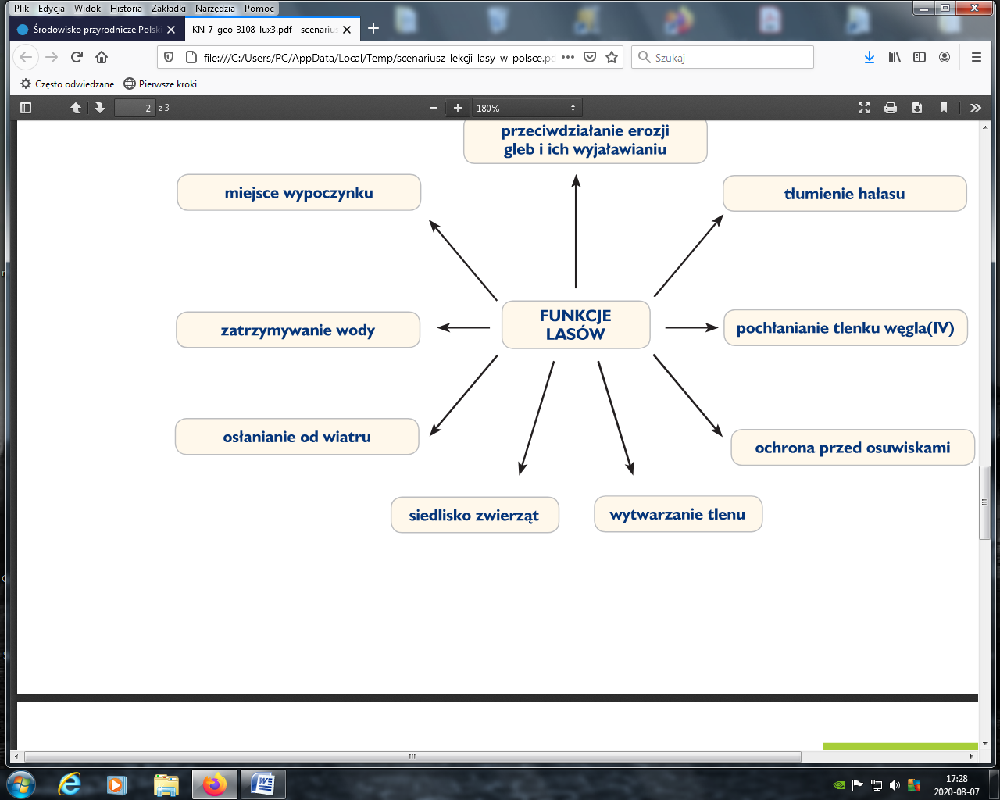 Plik Edycja Widok Historia Zakładki Narzędzia Pomoc
Środowisko przyrodnicze Polsk
KN_7_geo_3108_lux3.pdf - scenarius
file:///C:/Users/PC/AppData/Local/Temp/scenariusz-lekcji-lasy-w-polsce.pd
Szukaj
Często odwiedzane
Pierwsze kroki
2 z 3
180%
przeciwdziałanie erozji
gleb i ich wyjaławianiu
miejsce wypoczynku
tłumienie hałasu
FUNKCJE
LASÓW
zatrzymywanie wody
pochłanianie tlenku węgla(IV)
osłanianie od wiatru
ochrona przed osuwiskami
siedlisko zwierząt
wytwarzanie tlenu
17:28
2020-08-07